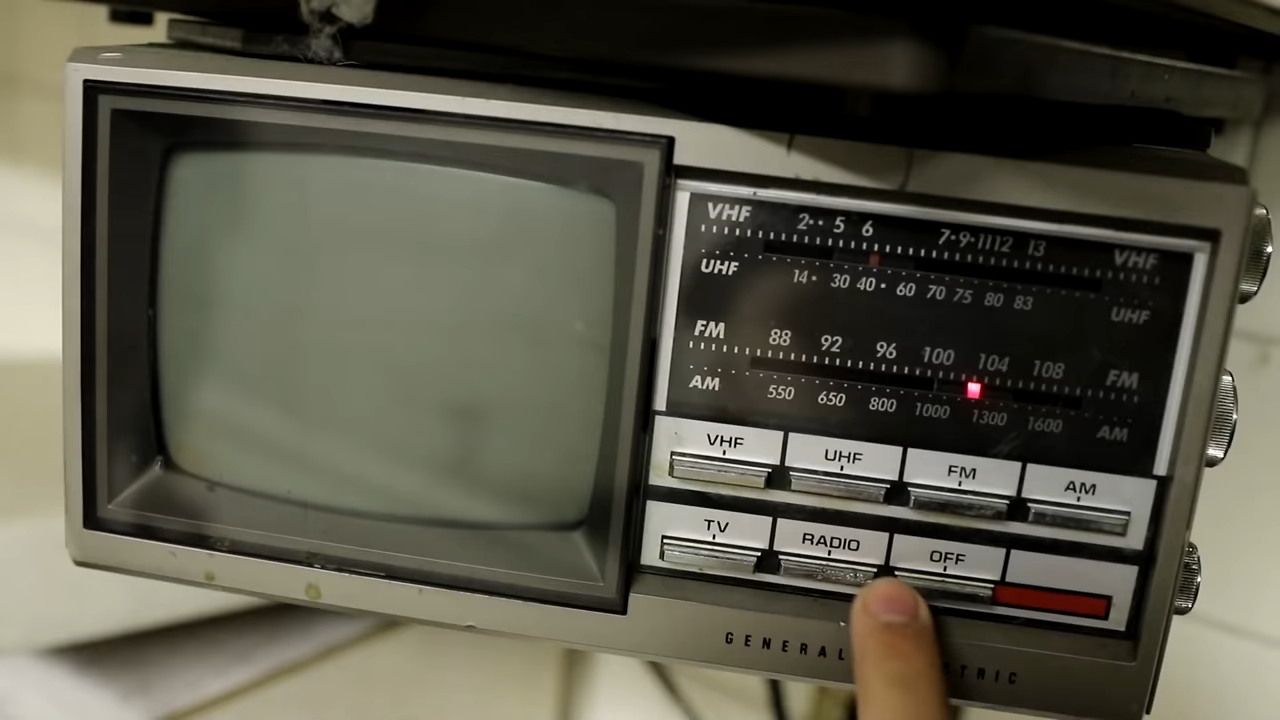 VHF 2·· 5 6 7·9·1112 13 VHF
UHF 14· 30 40· 60 70 75 80 83 UHF
FM 88 92 96 100 104 108 FM
AM 550 650 800 1000 1300 1600 AM
VHF UHF FM AM
TV RADIO OFF
GENERAL TRIC